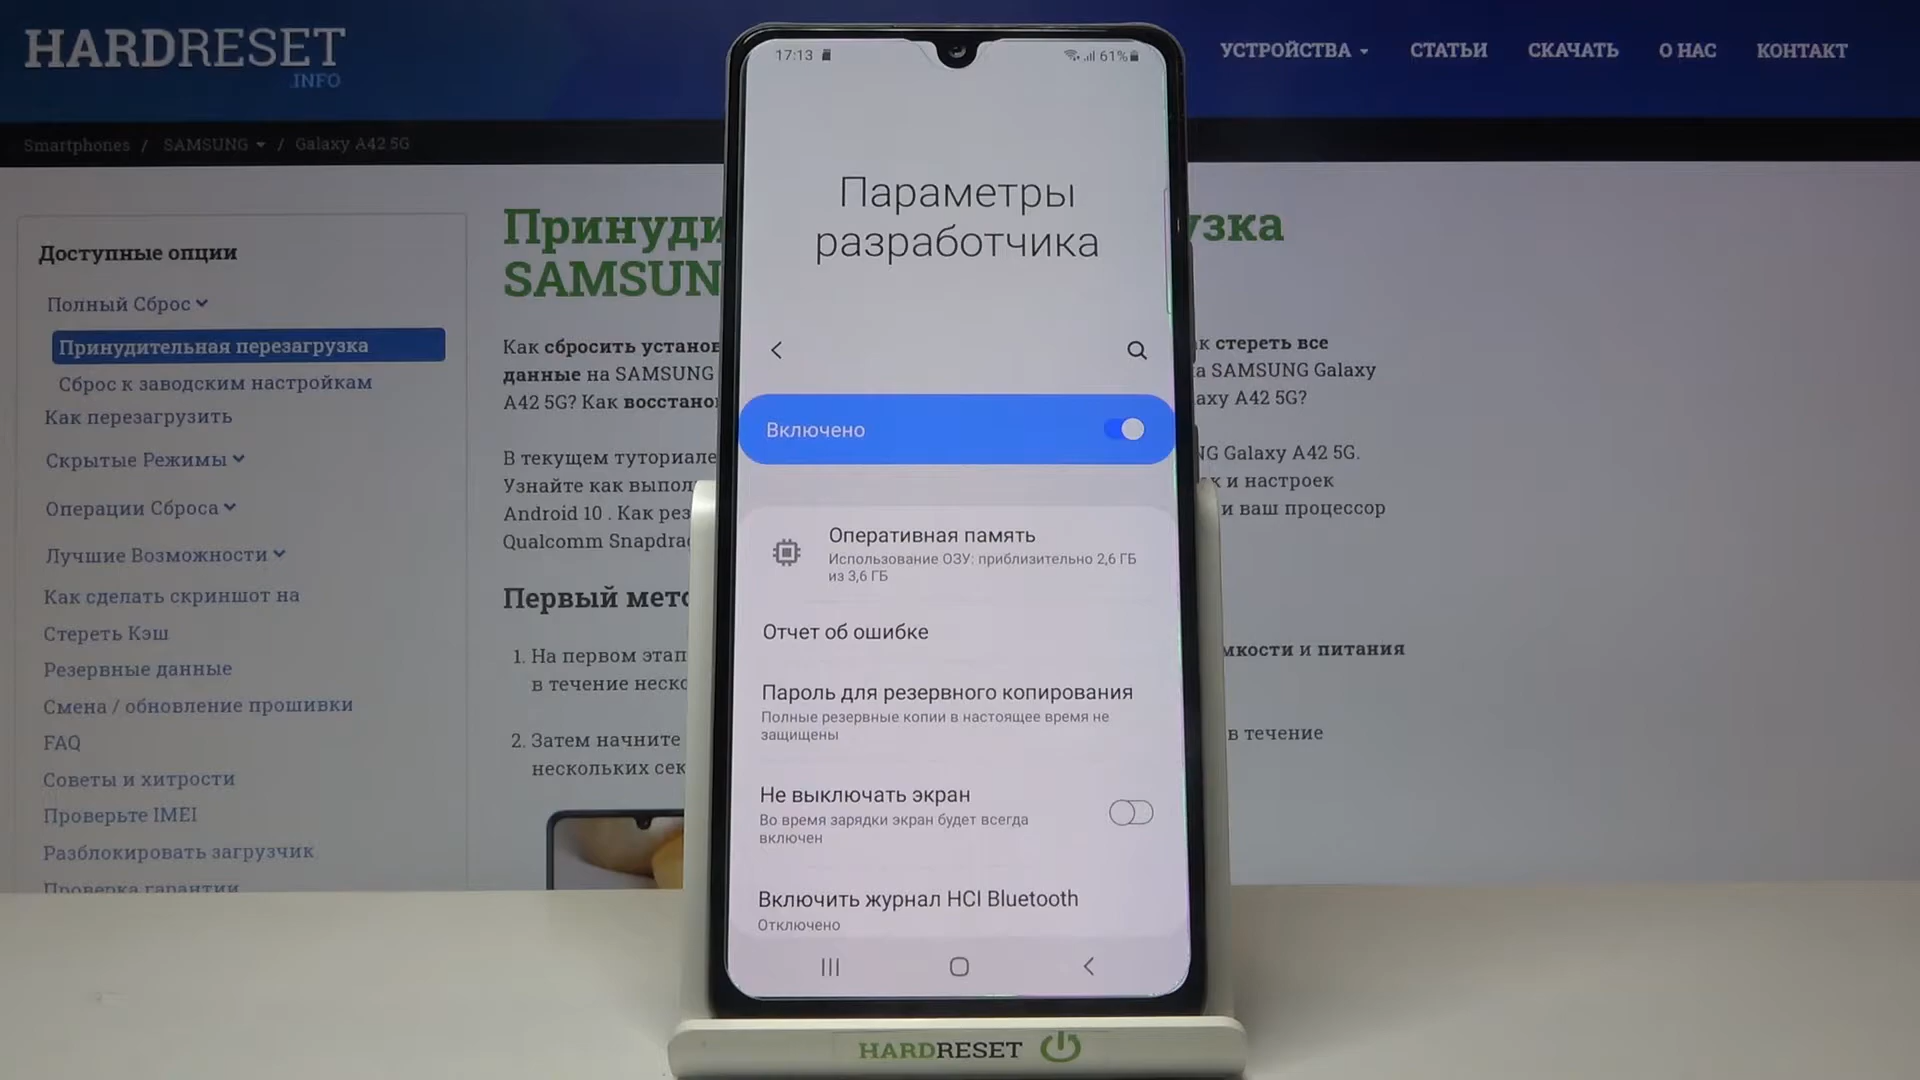 HARDRESET
.INFO
УСТРОЙСТВА
СТАТЬИ
СКАЧАТЬ
О НАС
КОНТАКТ
Smartphones / SAMSUNG / Galaxy A42 5G
Доступные опции
Полный Сброс
Принудительная перезагрузка
Сброс к заводским настройкам
Как перезагрузить
Скрытые Режимы
Операции Сброса
Лучшие Возможности
Как сделать скриншот на
Стереть Кэш
Резервные данные
Смена / обновление прошивки
FAQ
Советы и хитрости
Проверьте IMEI
Разблокировать загрузчик
Проверка гарантии
Принуди
узка
SAMSUN
Как сбросить установ
к стереть все
данные на SAMSUNG
а SAMSUNG Galaxy
A42 5G? Как восстано
axy A42 5G?
В текущем туториале
NG Galaxy A42 5G.
Узнайте как выпол
к и настроек
Android 10 . Как рез
и ваш процессор
Qualcomm Snapdra
Первый мето
1. На первом этап
мкости и питания
в течение неско
2. Затем начните
в течение
нескольких сек
17:13
61%
Параметры
разработчика
Включено
Оперативная память
Использование ОЗУ: приблизительно 2,6 ГБ
из 3,6 ГБ
Отчет об ошибке
Пароль для резервного копирования
Полные резервные копии в настоящее время не
защищены
Не выключать экран
Во время зарядки экран будет всегда
включен
Включить журнал HCI Bluetooth
Отключено
HARDRESET